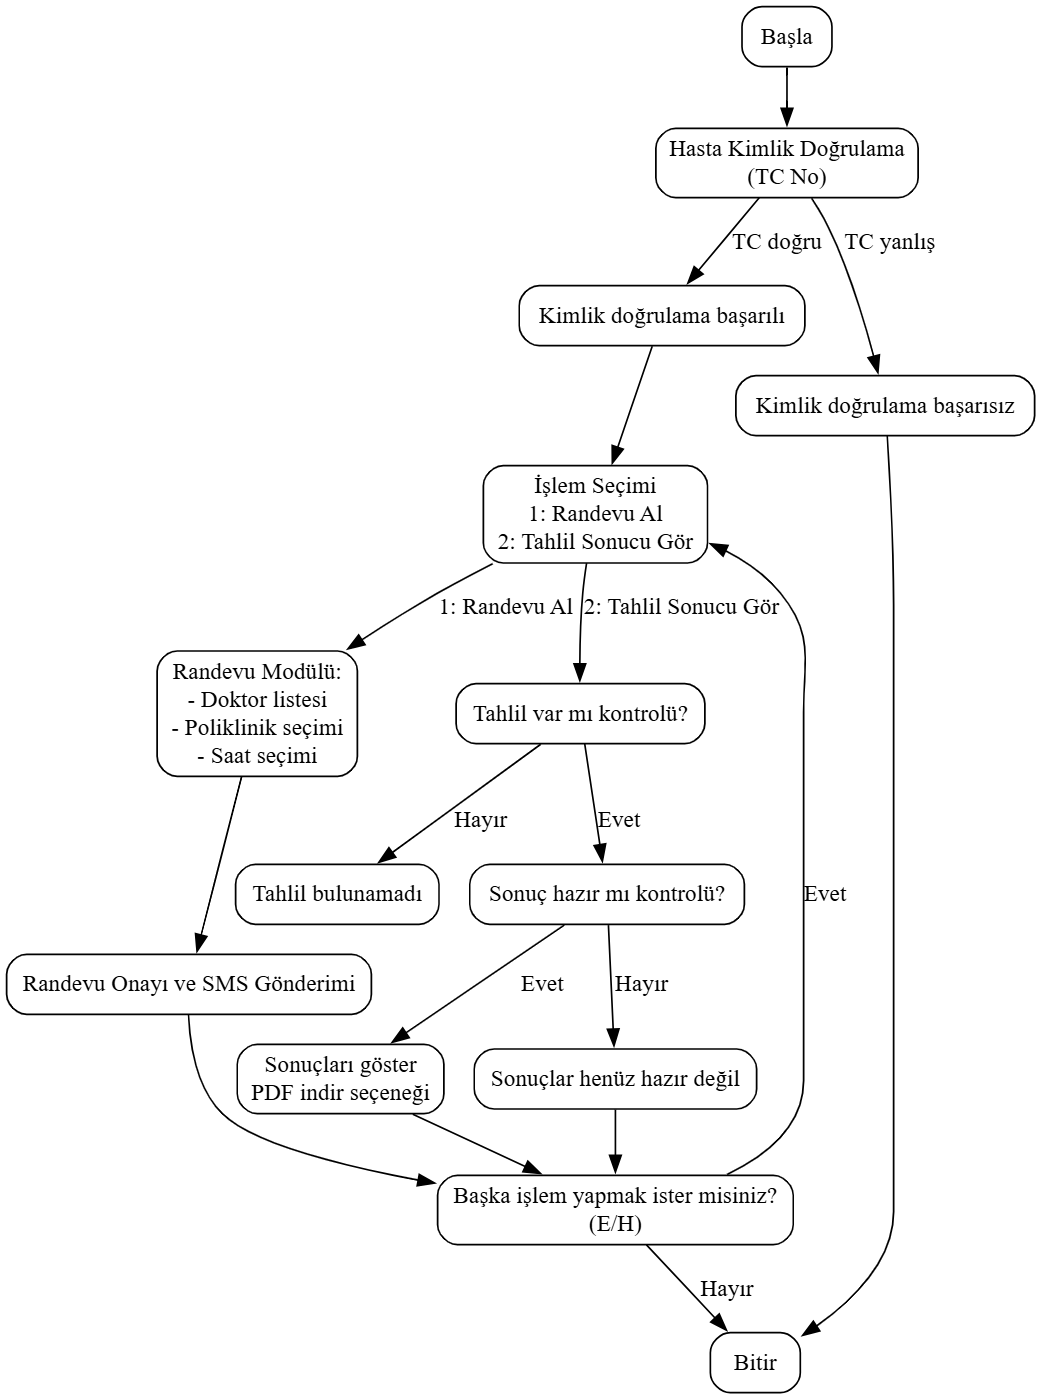 Başla
Hasta Kimlik Doğrulama
(TC No)
TC doğru
TC yanlış
Kimlik doğrulama başarılı
Kimlik doğrulama başarısız
İşlem Seçimi
1: Randevu Al
2: Tahlil Sonucu Gör
1: Randevu Al
2: Tahlil Sonucu Gör
Randevu Modülü:
- Doktor listesi
- Poliklinik seçimi
- Saat seçimi
Tahlil var mı kontrolü?
Hayır
Evet
Tahlil bulunamadı
Sonuç hazır mı kontrolü?
Evet
Randevu Onayı ve SMS Gönderimi
Evet
Hayır
Sonuçları göster
PDF indir seçeneği
Sonuçlar henüz hazır değil
Başka işlem yapmak ister misiniz?
(E/H)
Hayır
Bitir